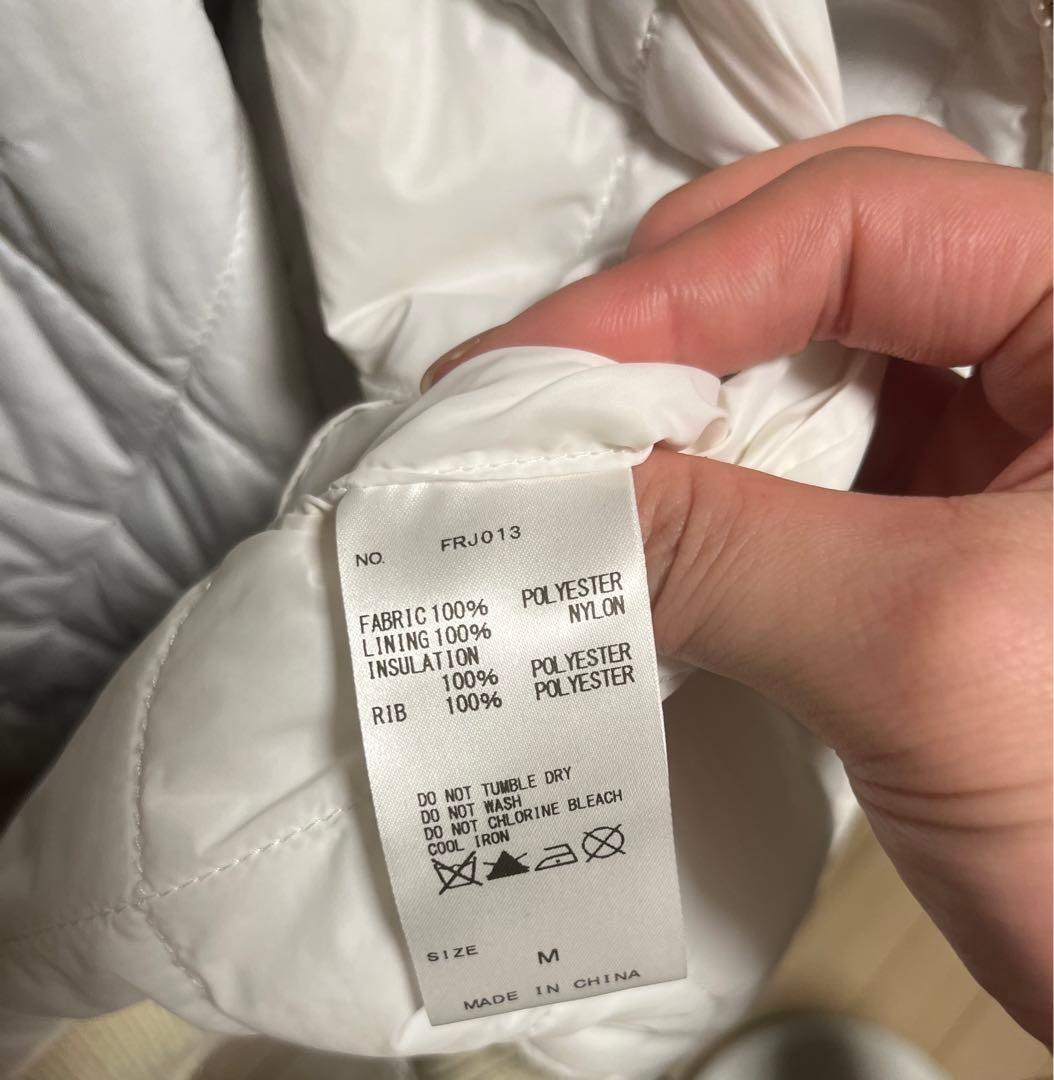 NO. FRJ013
FABRIC 100% POLYESTER
LINING 100% NYLON
INSULATION
100% POLYESTER
RIB 100% POLYESTER
DO NOT TUMBLE DRY
DO NOT WASH
DO NOT CHLORINE BLEACH
COOL IRON
SIZE M
MADE IN CHINA